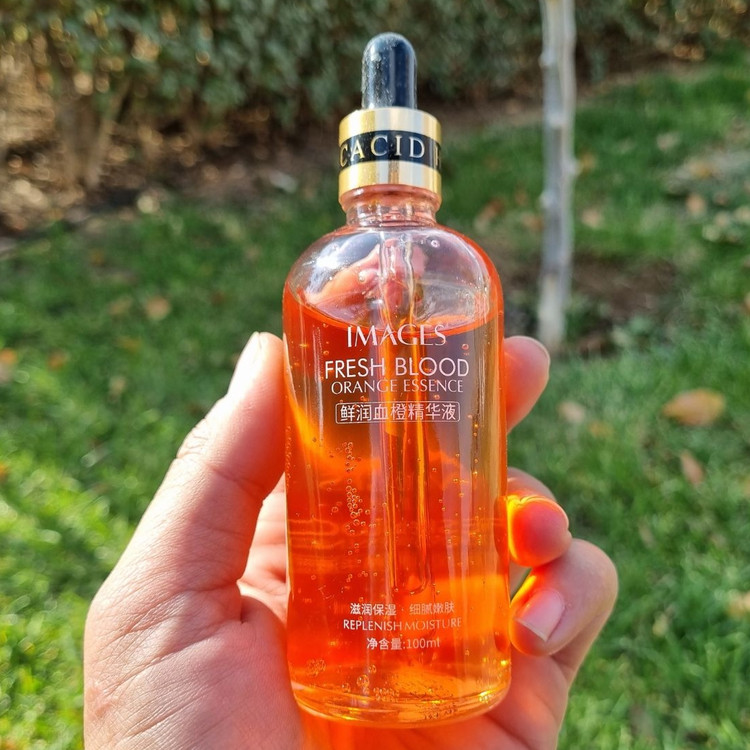 CACID
IMAGES
FRESH BLOOD
ORANGE ESSENCE
鲜润血橙精华液
滋润保湿·细腻嫩肤
REPLENISH MOISTURE
净含量:100ml